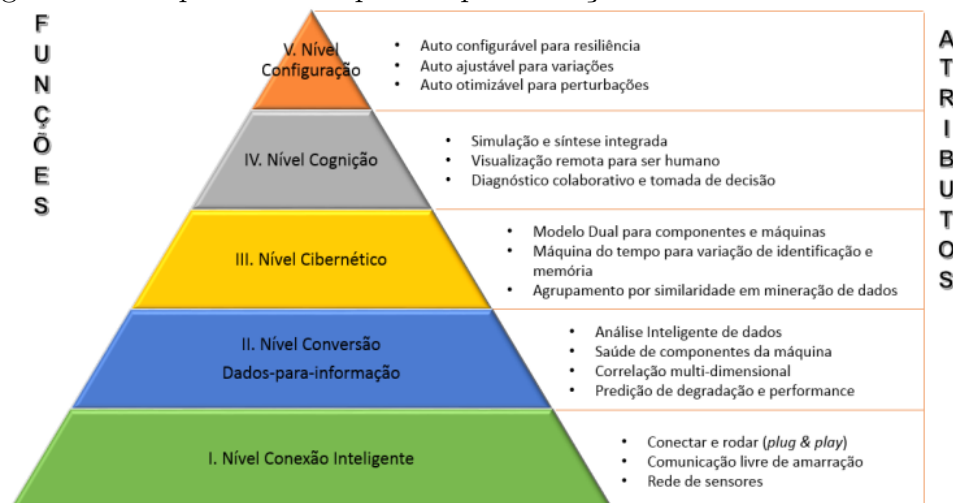 FUNÇÕES
ATRIBUTOS
V. Nível
Configuração
• Auto configurável para resiliência
• Auto ajustável para variações
• Auto otimizável para perturbações
IV. Nível Cognição
• Simulação e síntese integrada
• Visualização remota para ser humano
• Diagnóstico colaborativo e tomada de decisão
III. Nível Cibernético
• Modelo Dual para componentes e máquinas
• Máquina do tempo para variação de identificação e
memória
• Agrupamento por similaridade em mineração de dados
II. Nível Conversão
Dados-para-informação
• Análise Inteligente de dados
• Saúde de componentes da máquina
• Correlação multi-dimensional
• Predição de degradação e performance
I. Nível Conexão Inteligente
• Conectar e rodar (plug & play)
• Comunicação livre de amarração
• Rede de sensores